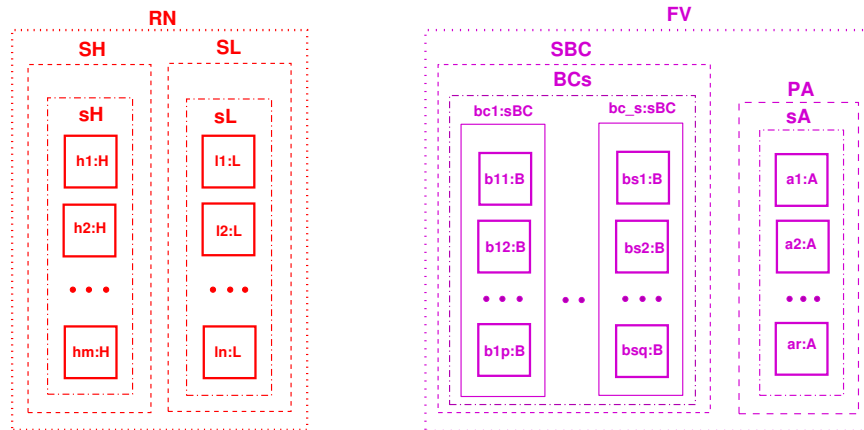 RN
FV
SH
SL
SBC
BCs
PA
sH
sL
bc1:sBC
bc_s:sBC
sA
h1:H
l1:L
b11:B
bs1:B
a1:A
h2:H
l2:L
b12:B
bs2:B
a2:A
• • •
• • •
• • •
• •
• • •
• • •
hm:H
ln:L
b1p:B
bsq:B
ar:A